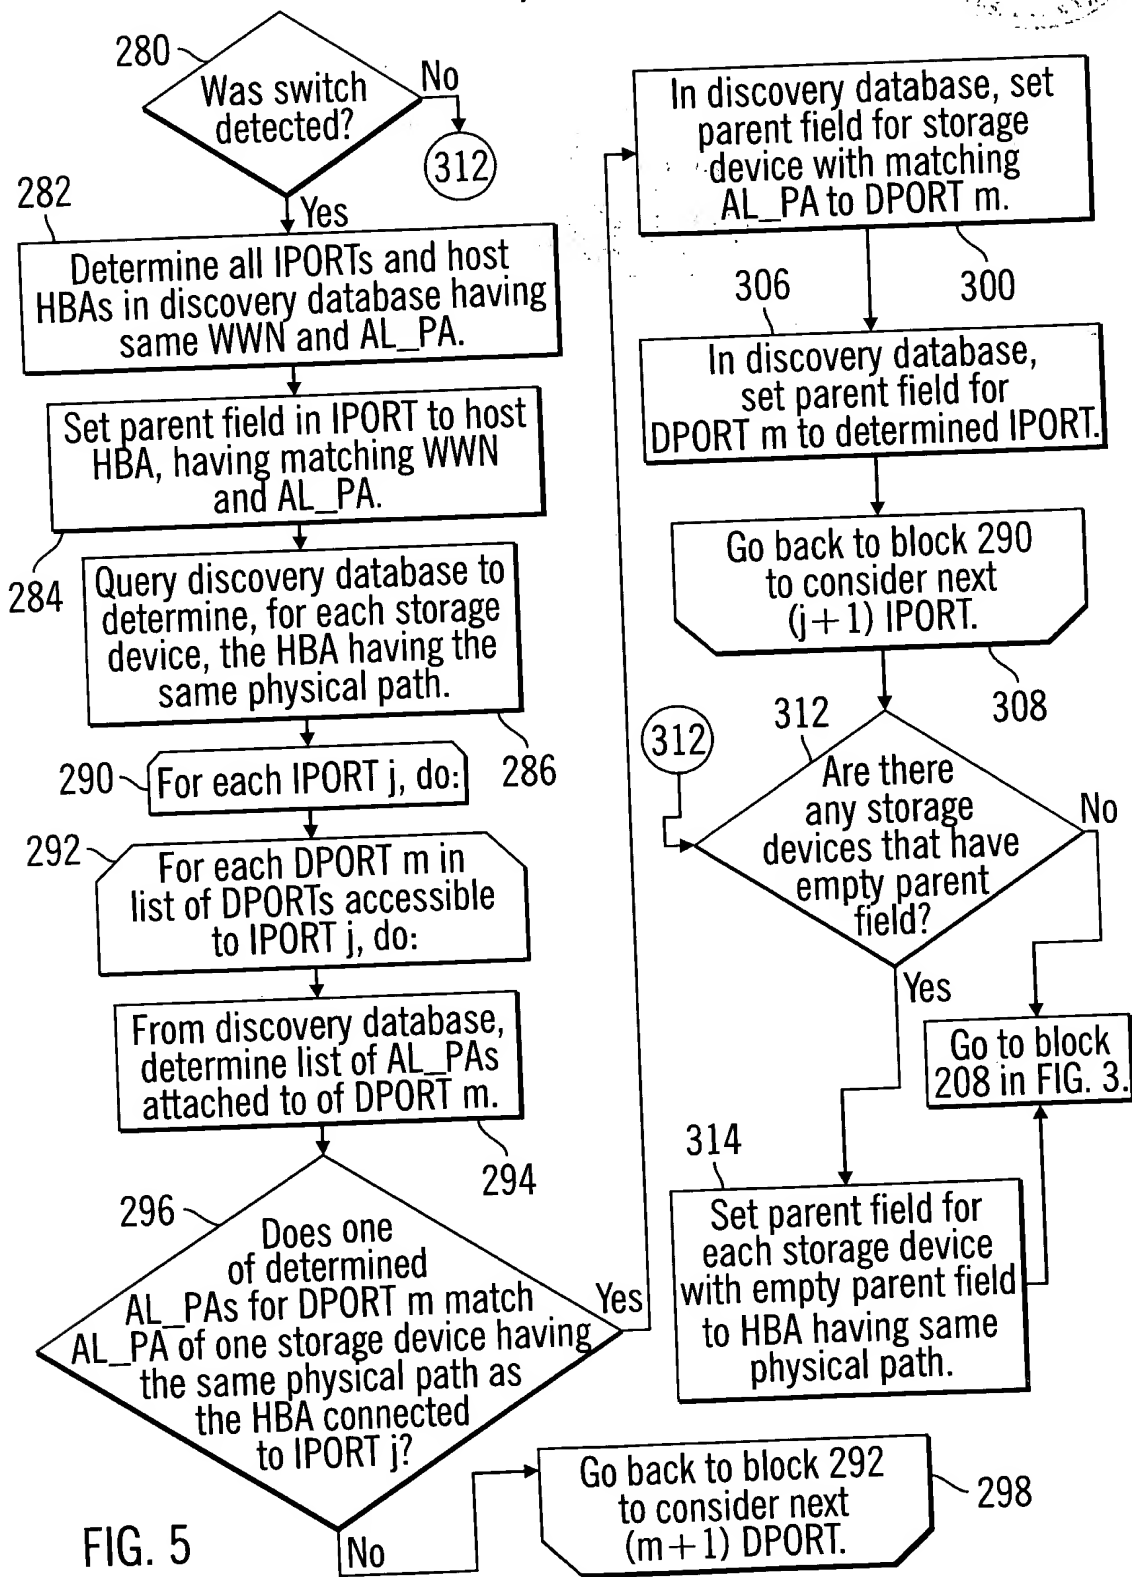 280
Was switch
detected?
No
312
Yes
282
Determine all IPORTs and host
HBAs in discovery database having
same WWN and AL_PA.
Set parent field in IPORT to host
HBA, having matching WWN
and AL_PA.
284
Query discovery database to
determine, for each storage
device, the HBA having the
same physical path.
286
290
For each IPORT j, do:
292
For each DPORT m in
list of DPORTs accessible
to IPORT j, do:
From discovery database,
determine list of AL_PAs
attached to of DPORT m.
294
296
Does one
of determined
AL_PAs for DPORT m match
AL_PA of one storage device having
the same physical path as
the HBA connected
to IPORT j?
Yes
No
Go back to block 292
to consider next
(m+1) DPORT.
298
In discovery database, set
parent field for storage
device with matching
AL_PA to DPORT m.
300
306
In discovery database,
set parent field for
DPORT m to determined IPORT.
Go back to block 290
to consider next
(j+1) IPORT.
308
312
312
Are there
any storage
devices that have
empty parent
field?
No
Yes
Go to block
208 in FIG. 3.
314
Set parent field for
each storage device
with empty parent field
to HBA having same
physical path.
FIG. 5